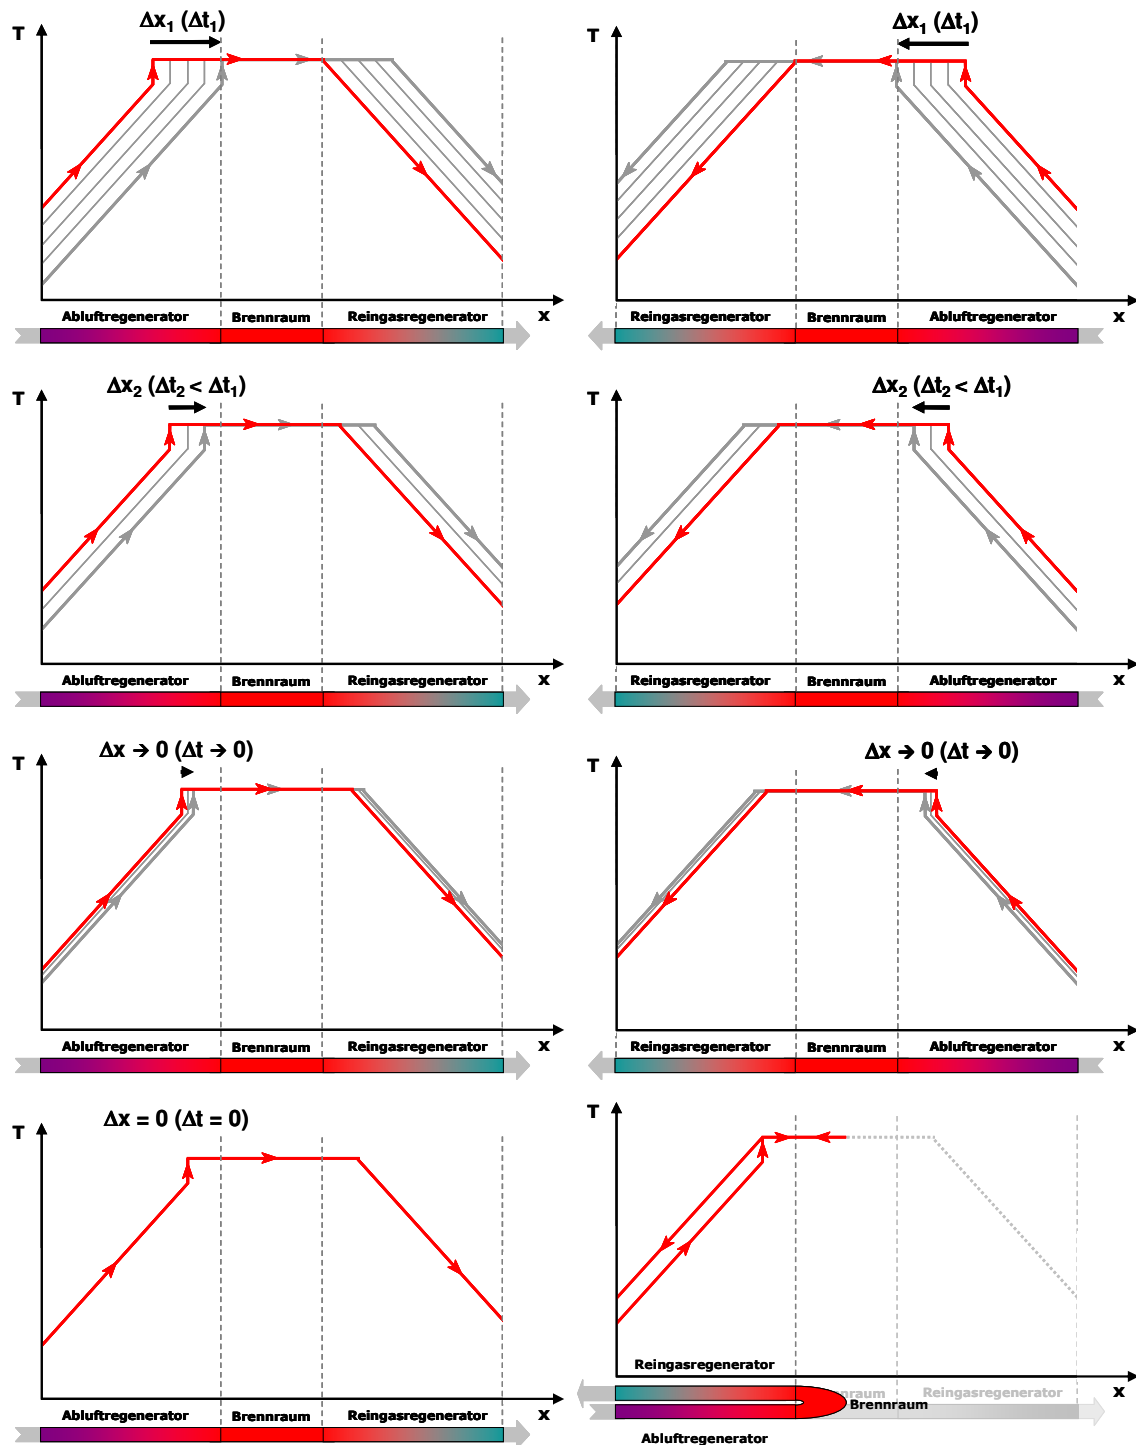 Δx₁ (Δt₁)
T
Abluftregenerator Brennraum Reingasregenerator x
Δx₁ (Δt₁)
T
Reingasregenerator Brennraum Abluftregenerator x
Δx₂ (Δt₂ < Δt₁)
T
Abluftregenerator Brennraum Reingasregenerator x
Δx₂ (Δt₂ < Δt₁)
T
Reingasregenerator Brennraum Abluftregenerator x
Δx → 0 (Δt → 0)
T
Abluftregenerator Brennraum Reingasregenerator x
Δx → 0 (Δt → 0)
T
Reingasregenerator Brennraum Abluftregenerator x
Δx = 0 (Δt = 0)
T
Abluftregenerator Brennraum Reingasregenerator x
T
Reingasregenerator
nraum Reingasregenerator x
Brennraum
Abluftregenerator